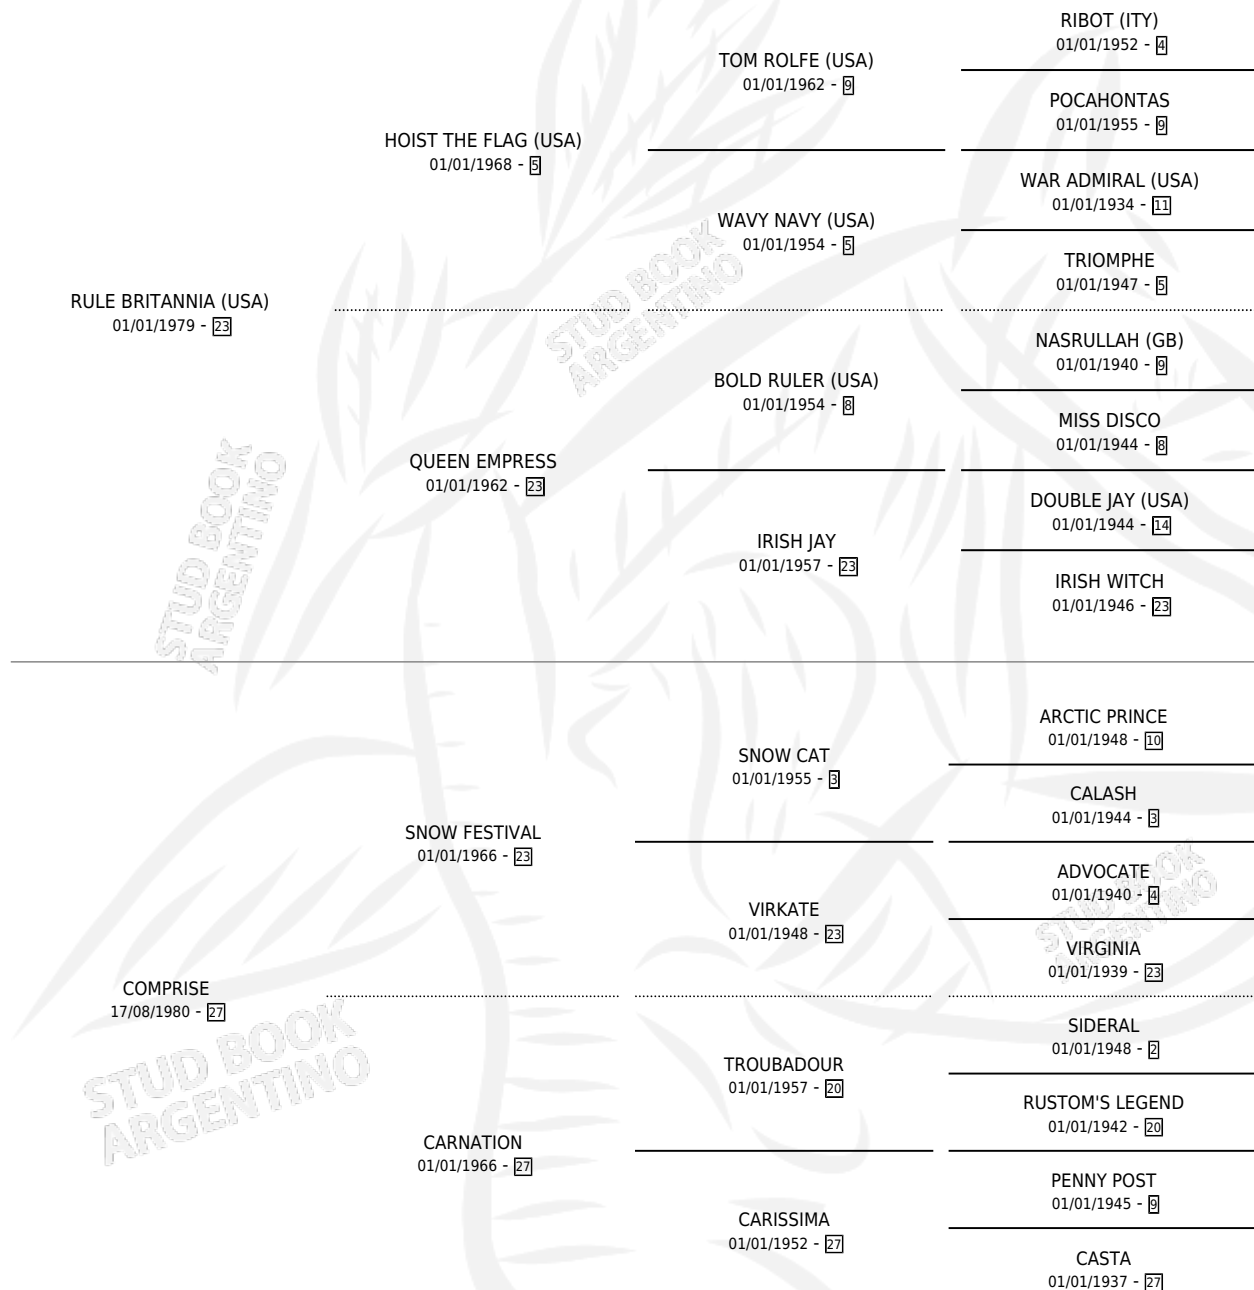 RIBOT (ITY)
01/01/1952 - 4
TOM ROLFE (USA)
01/01/1962 - 9
POCAHONTAS
01/01/1955 - 9
HOIST THE FLAG (USA)
01/01/1968 - 5
WAR ADMIRAL (USA)
01/01/1934 - 11
WAVY NAVY (USA)
01/01/1954 - 5
STUD BOOK
ARGENTINO
TRIOMPHE
01/01/1947 - 5
RULE BRITANNIA (USA)
01/01/1979 - 23
NASRULLAH (GB)
01/01/1940 - 9
BOLD RULER (USA)
01/01/1954 - 8
MISS DISCO
01/01/1944 - 8
QUEEN EMPRESS
01/01/1962 - 23
STUD BOOK
ARGENTINO
DOUBLE JAY (USA)
01/01/1944 - 14
IRISH JAY
01/01/1957 - 23
IRISH WITCH
01/01/1946 - 23
ARCTIC PRINCE
01/01/1948 - 10
SNOW CAT
01/01/1955 - 3
CALASH
01/01/1944 - 3
SNOW FESTIVAL
01/01/1966 - 23
ADVOCATE
01/01/1940 - 4
STUD BOOK
ARGENTINO
VIRKATE
01/01/1948 - 23
VIRGINIA
01/01/1939 - 23
COMPRISE
17/08/1980 - 27
STUD BOOK
ARGENTINO
SIDERAL
01/01/1948 - 2
TROUBADOUR
01/01/1957 - 20
RUSTOM'S LEGEND
01/01/1942 - 20
CARNATION
01/01/1966 - 27
PENNY POST
01/01/1945 - 9
CARISSIMA
01/01/1952 - 27
CASTA
01/01/1937 - 27